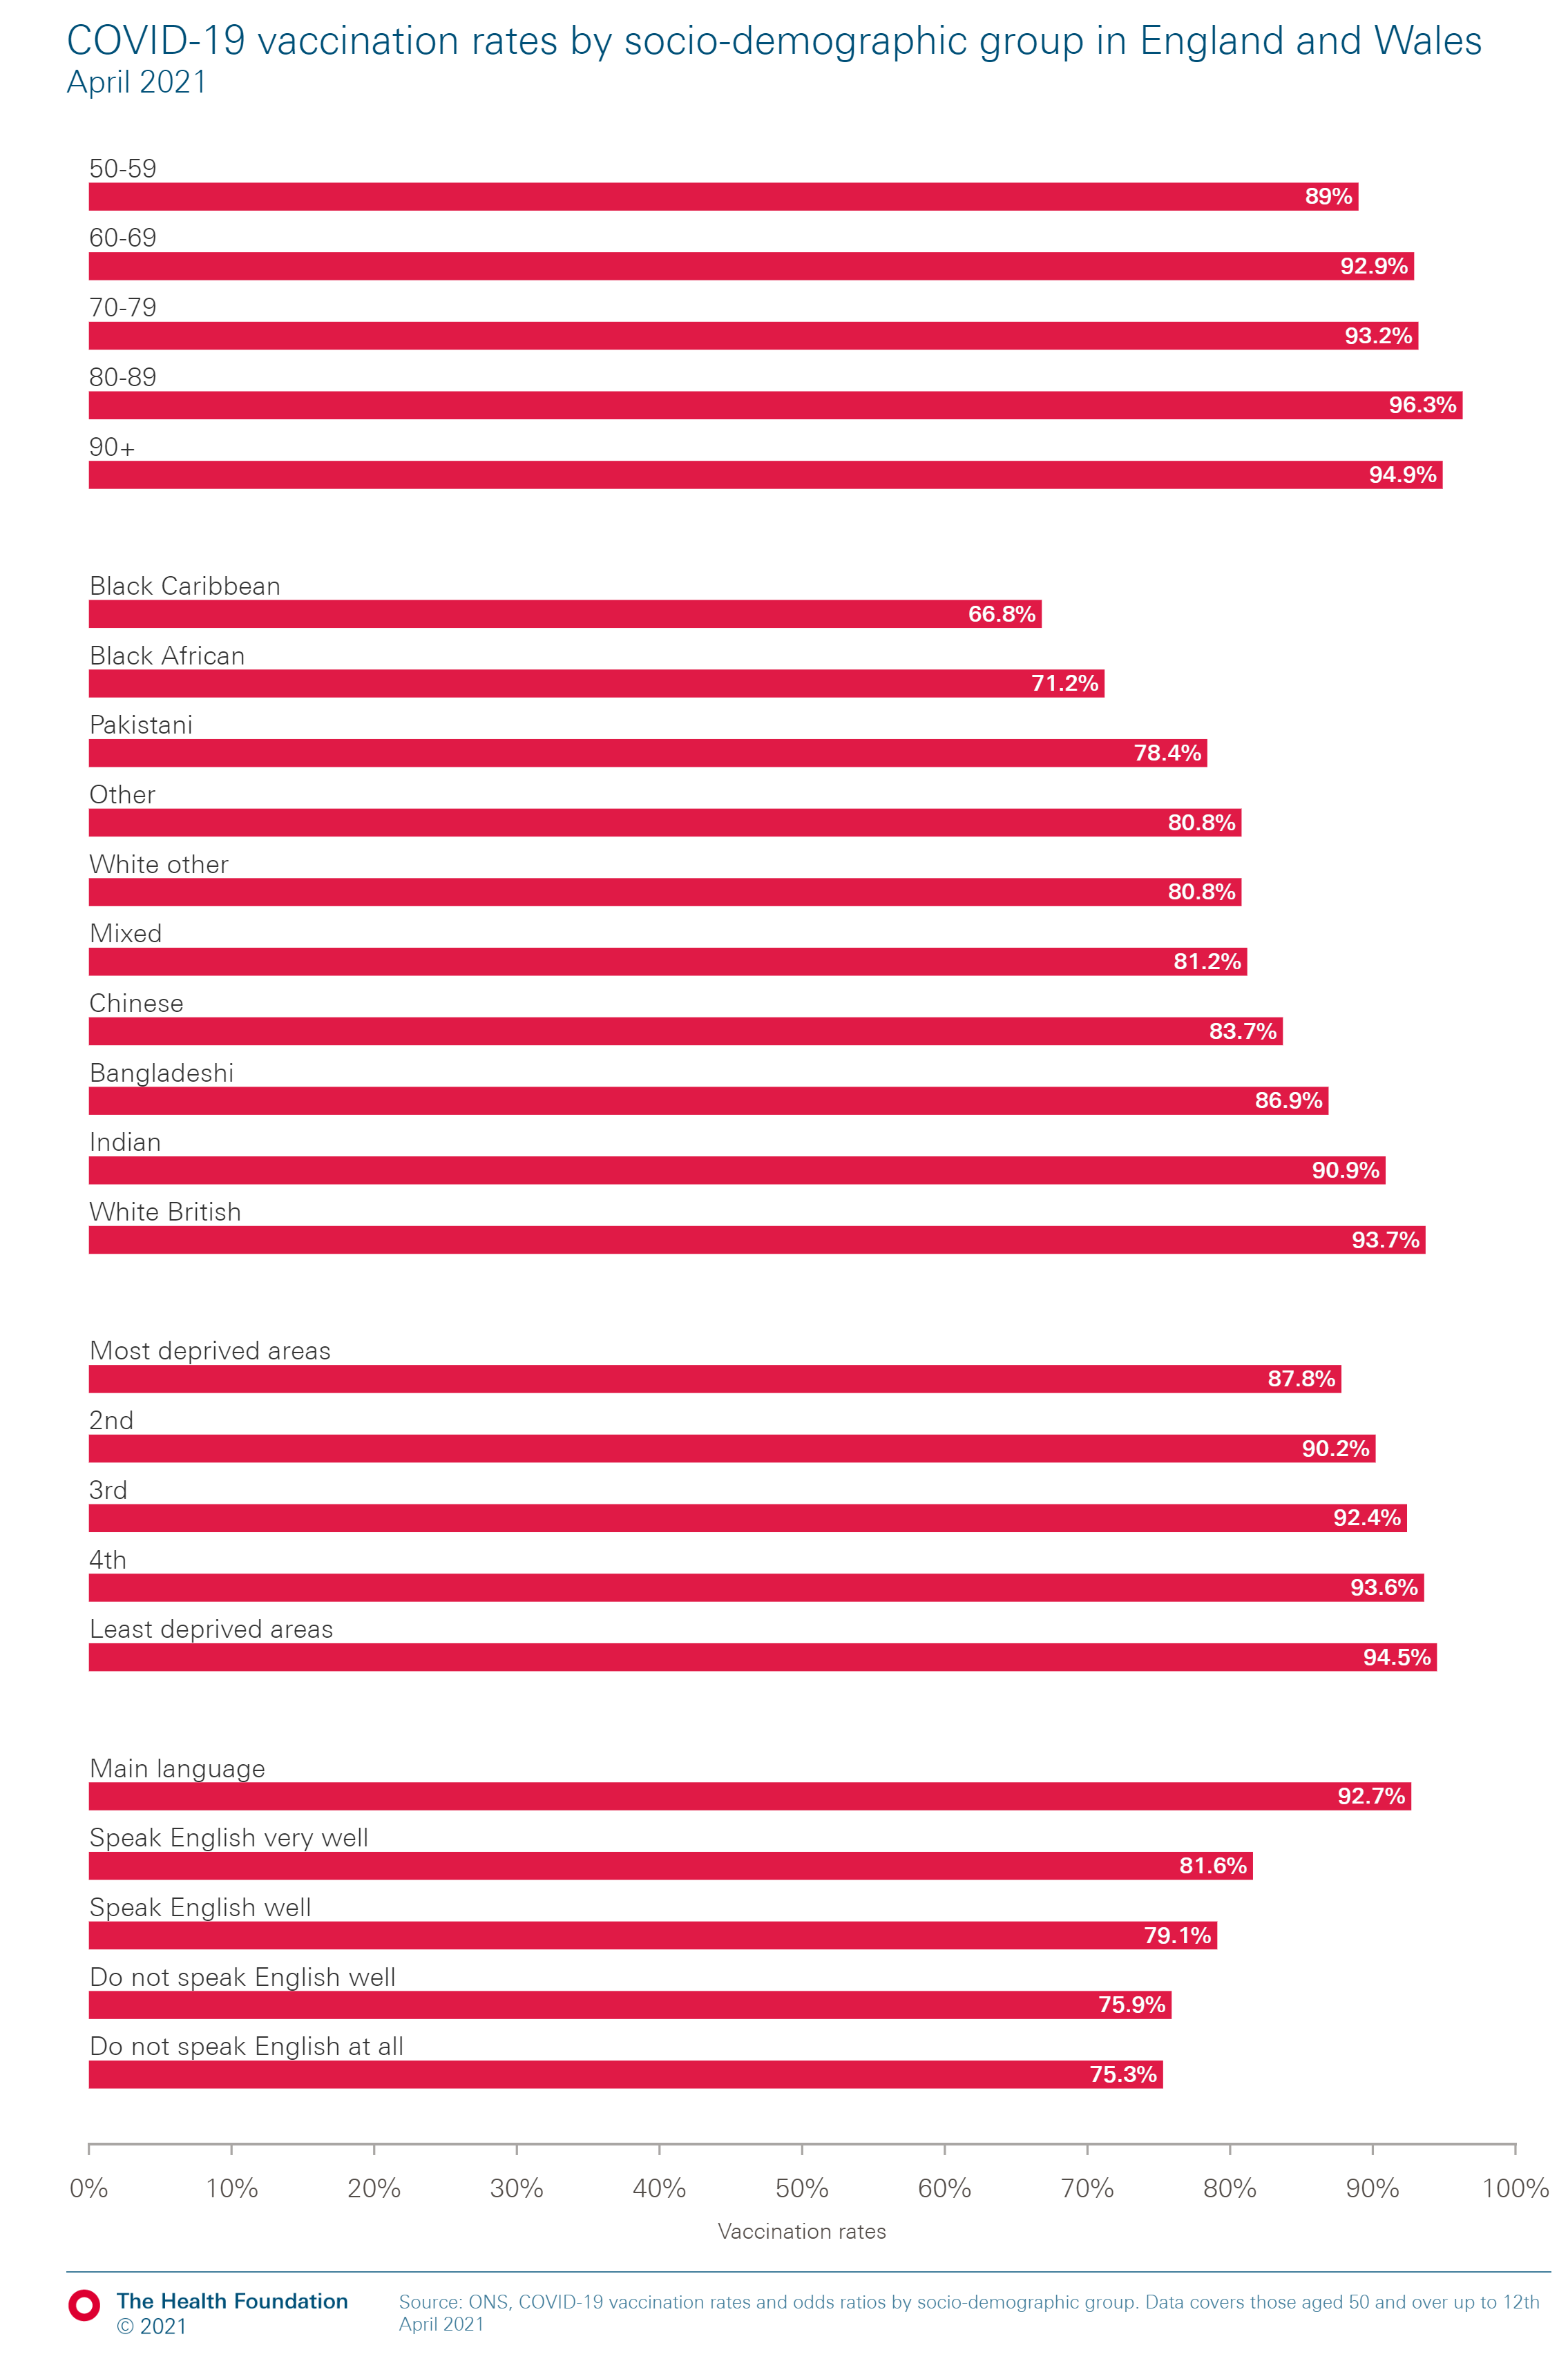 COVID-19 vaccination rates by socio-demographic group in England and Wales
April 2021
50-59
89%
60-69
92.9%
70-79
93.2%
80-89
96.3%
90+
94.9%
Black Caribbean
66.8%
Black African
71.2%
Pakistani
78.4%
Other
80.8%
White other
80.8%
Mixed
81.2%
Chinese
83.7%
Bangladeshi
86.9%
Indian
90.9%
White British
93.7%
Most deprived areas
87.8%
2nd
90.2%
3rd
92.4%
4th
93.6%
Least deprived areas
94.5%
Main language
92.7%
Speak English very well
81.6%
Speak English well
79.1%
Do not speak English well
75.9%
Do not speak English at all
75.3%
0% 10% 20% 30% 40% 50% 60% 70% 80% 90% 100%
Vaccination rates
The Health Foundation
© 2021
Source: ONS, COVID-19 vaccination rates and odds ratios by socio-demographic group. Data covers those aged 50 and over up to 12th
April 2021